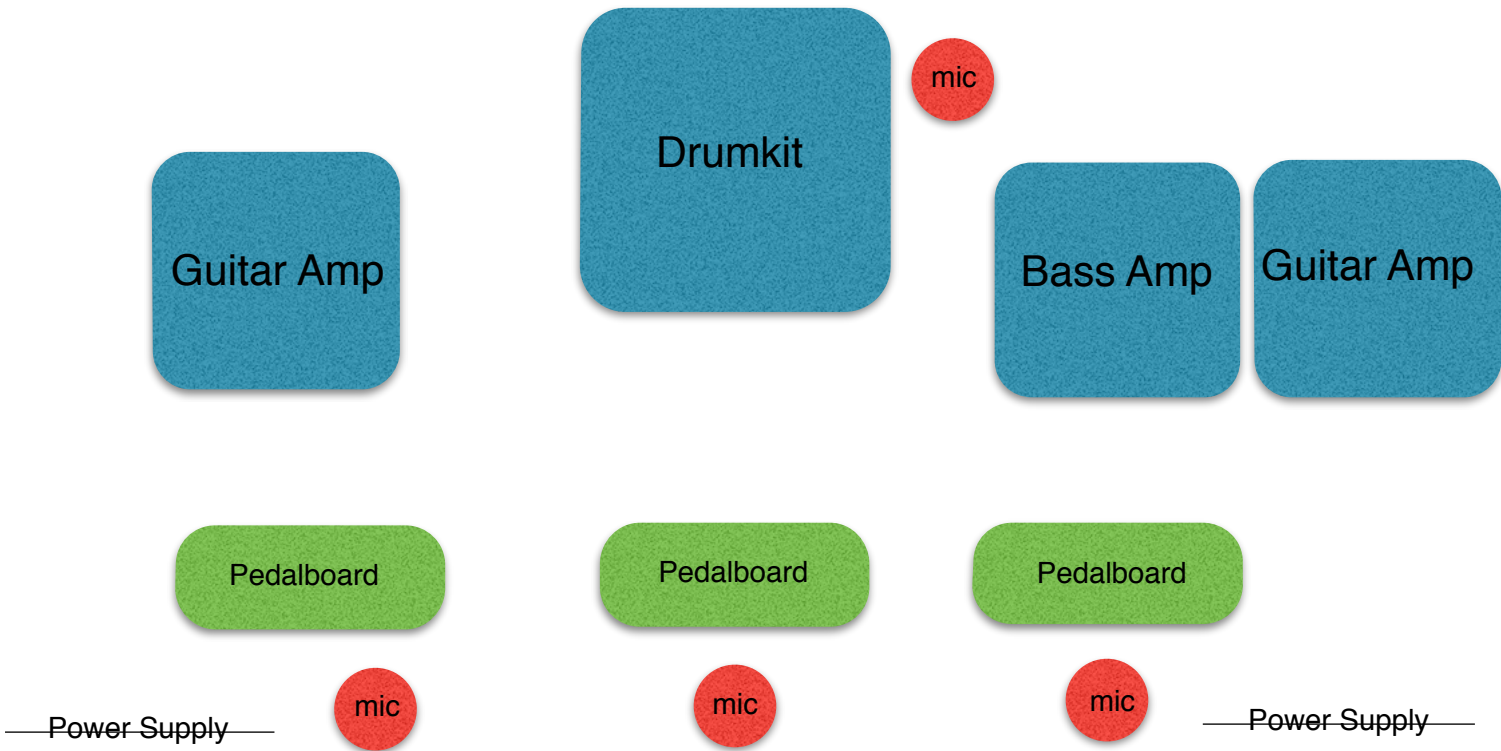 mic
Drumkit
Guitar Amp
Bass Amp
Guitar Amp
Pedalboard
Pedalboard
Pedalboard
mic
mic
mic
Power Supply
Power Supply